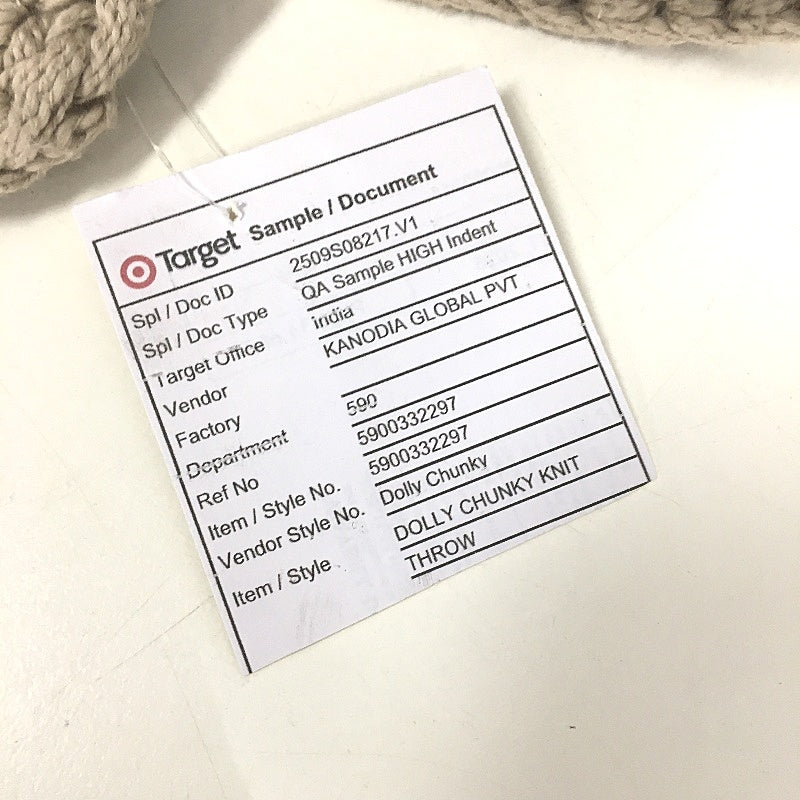 Target Sample / Document
Spl / Doc ID 2509S08217.V1
Spl / Doc Type QA Sample HIGH Indent
Target Office india
Vendor KANODIA GLOBAL PVT
Factory
Department 590
Ref No 5900332297
Item / Style No. 5900332297
Vendor Style No. Dolly Chunky
Item / Style DOLLY CHUNKY KNIT
THROW